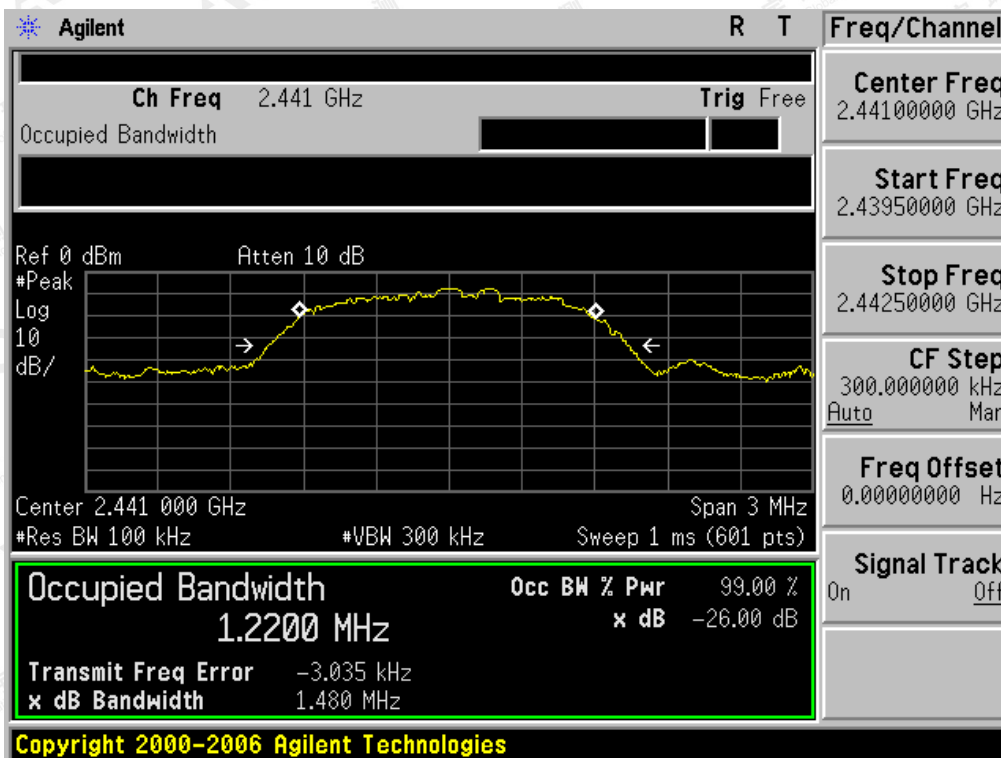 Agilent R T Freq/Channel
Ch Freq 2.441 GHz Trig Free
Occupied Bandwidth
Center Freq
2.44100000 GHz
Start Freq
2.43950000 GHz
Stop Freq
2.44250000 GHz
CF Step
300.000000 kHz
Auto Man
Freq Offset
0.00000000 Hz
Signal Track
On Off
Ref 0 dBm Atten 10 dB
#Peak
Log
10
dB/
Center 2.441 000 GHz Span 3 MHz
#Res BW 100 kHz #VBW 300 kHz Sweep 1 ms (601 pts)
Occupied Bandwidth Occ BW % Pwr 99.00 %
1.2200 MHz x dB -26.00 dB
Transmit Freq Error -3.035 kHz
x dB Bandwidth 1.480 MHz
Copyright 2000-2006 Agilent Technologies